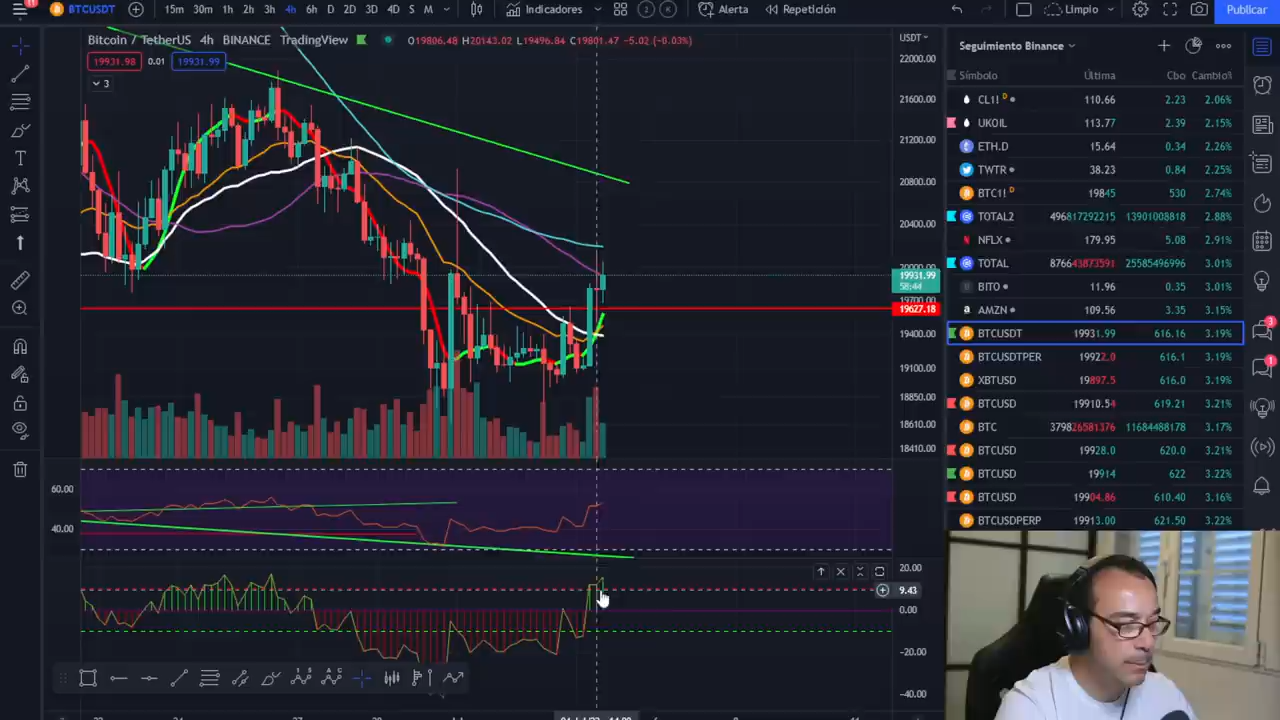 11
BTCUSDT 15m 30m 1h 2h 3h 4h 6h D 2D 3D 4D S M Indicadores Alerta Repetición Limpio Publicar
Bitcoin / TetherUS 4h BINANCE TradingView O19806.48 H20143.02 L19496.84 C19801.47 -5.02 (-0.03%)
19931.98 0.01 19931.99
3
USDT
22000.00
21600.00
21200.00
20800.00
20400.00
20000.00
19931.99
58:44
19700.00
19627.18
19400.00
19100.00
18850.00
18610.00
18410.00
60.00
40.00
20.00
9.43
0.00
-20.00
-40.00
Seguimiento Binance
Símbolo Última Cbo Cambio%
CL1! D 110.66 2.23 2.06%
UKOIL 113.77 2.39 2.15%
ETH.D 15.64 0.34 2.26%
TWTR 38.23 0.84 2.25%
BTC1! D 19845 530 2.74%
TOTAL2 496817292215 13901008818 2.88%
NFLX 179.95 5.08 2.91%
TOTAL 876643873591 25585496996 3.01%
BITO 11.96 0.35 3.01%
AMZN 109.56 3.35 3.15%
BTCUSDT 19931.99 616.16 3.19%
BTCUSDTPER 19922.0 616.1 3.19%
XBTUSD 19897.5 616.0 3.19%
BTCUSD 19910.54 619.21 3.21%
BTC 379826581376 11684488178 3.17%
BTCUSD 19928.0 620.0 3.21%
BTCUSD 19914 622 3.22%
BTCUSD 19904.86 610.40 3.16%
BTCUSDPERP 19913.00 621.50 3.22%
3
1